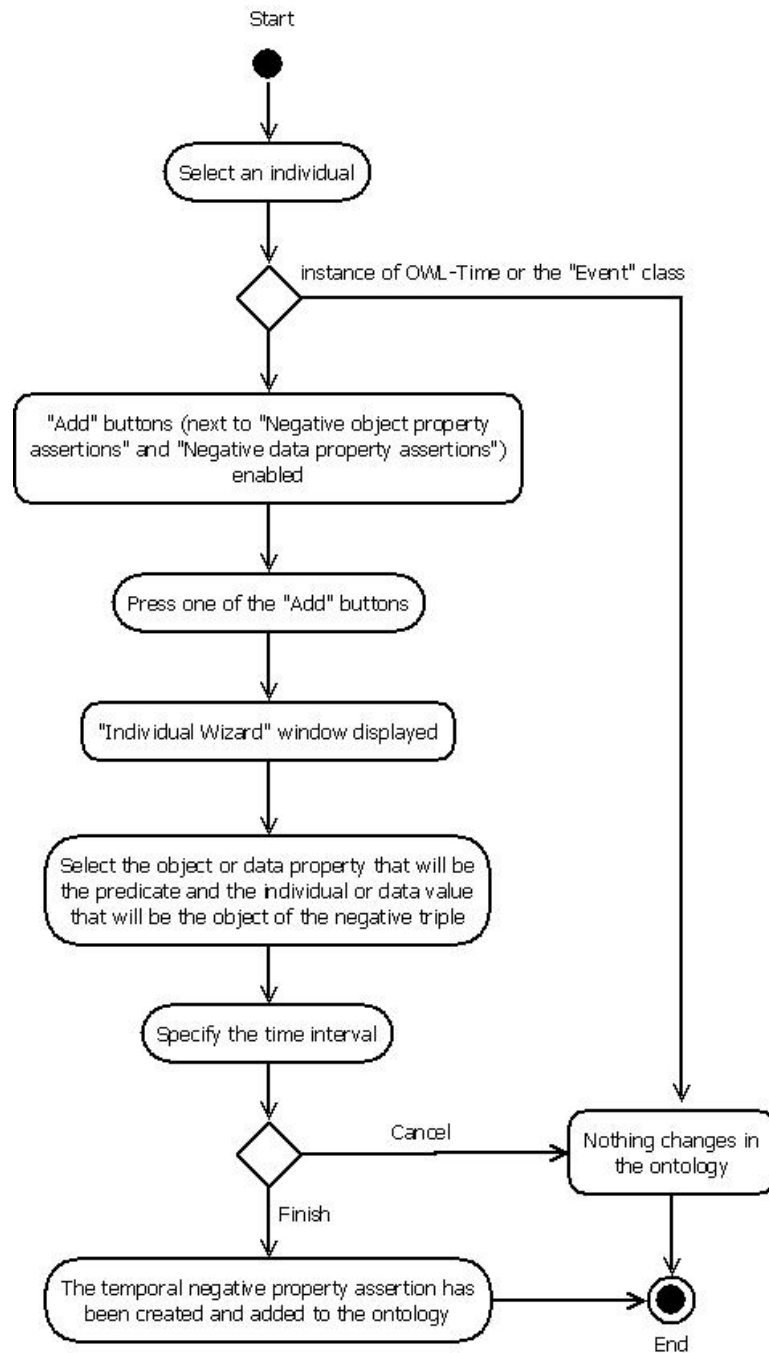 Start
Select an individual
instance of OWL-Time or the "Event" class
"Add" buttons (next to "Negative object property
assertions" and "Negative data property assertions")
enabled
Press one of the "Add" buttons
"Individual Wizard" window displayed
Select the object or data property that will be
the predicate and the individual or data value
that will be the object of the negative triple
Specify the time interval
Cancel
Nothing changes in
the ontology
Finish
The temporal negative property assertion has
been created and added to the ontology
End